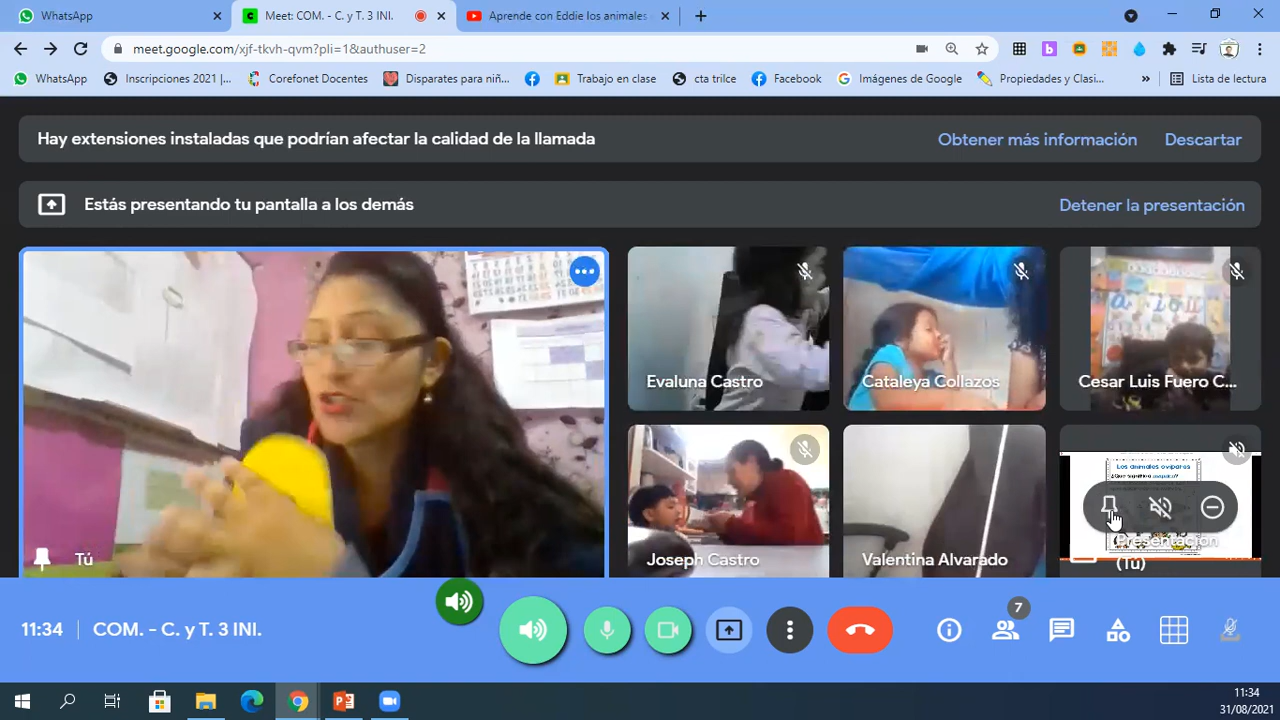 WhatsApp
Meet: COM. - C. y T. 3 INI.
Aprende con Eddie los animales
meet.google.com/xjf-tkvh-qvm?pli=1&authuser=2
WhatsApp
Inscripciones 2021 |...
Corefonet Docentes
Disparates para niñ...
Trabajo en clase
cta trilce
Facebook
Imágenes de Google
Propiedades y Clasi...
»
Lista de lectura
Hay extensiones instaladas que podrían afectar la calidad de la llamada
Obtener más información
Descartar
Estás presentando tu pantalla a los demás
Detener la presentación
Evaluna Castro
Cataleya Collazos
Cesar Luis Fuero C...
Los animales ovíparos
¿Qué significa ovíparo?
Tú
Joseph Castro
Valentina Alvarado
Presentación
(Tú)
11:34
COM. - C. y T. 3 INI.
7
11:34
31/08/2021